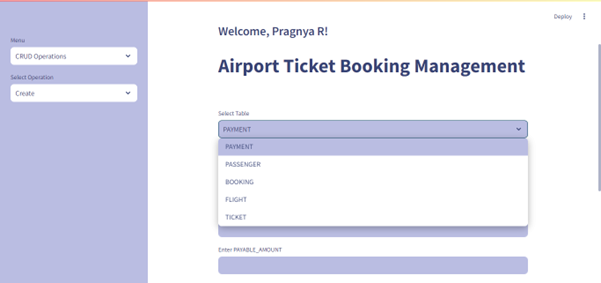 Deploy
Welcome, Pragnya R!
Menu
CRUD Operations
Airport Ticket Booking Management
Select Operation
Create
Select Table
PAYMENT
PAYMENT
PASSENGER
BOOKING
FLIGHT
TICKET
Enter PAYABLE_AMOUNT